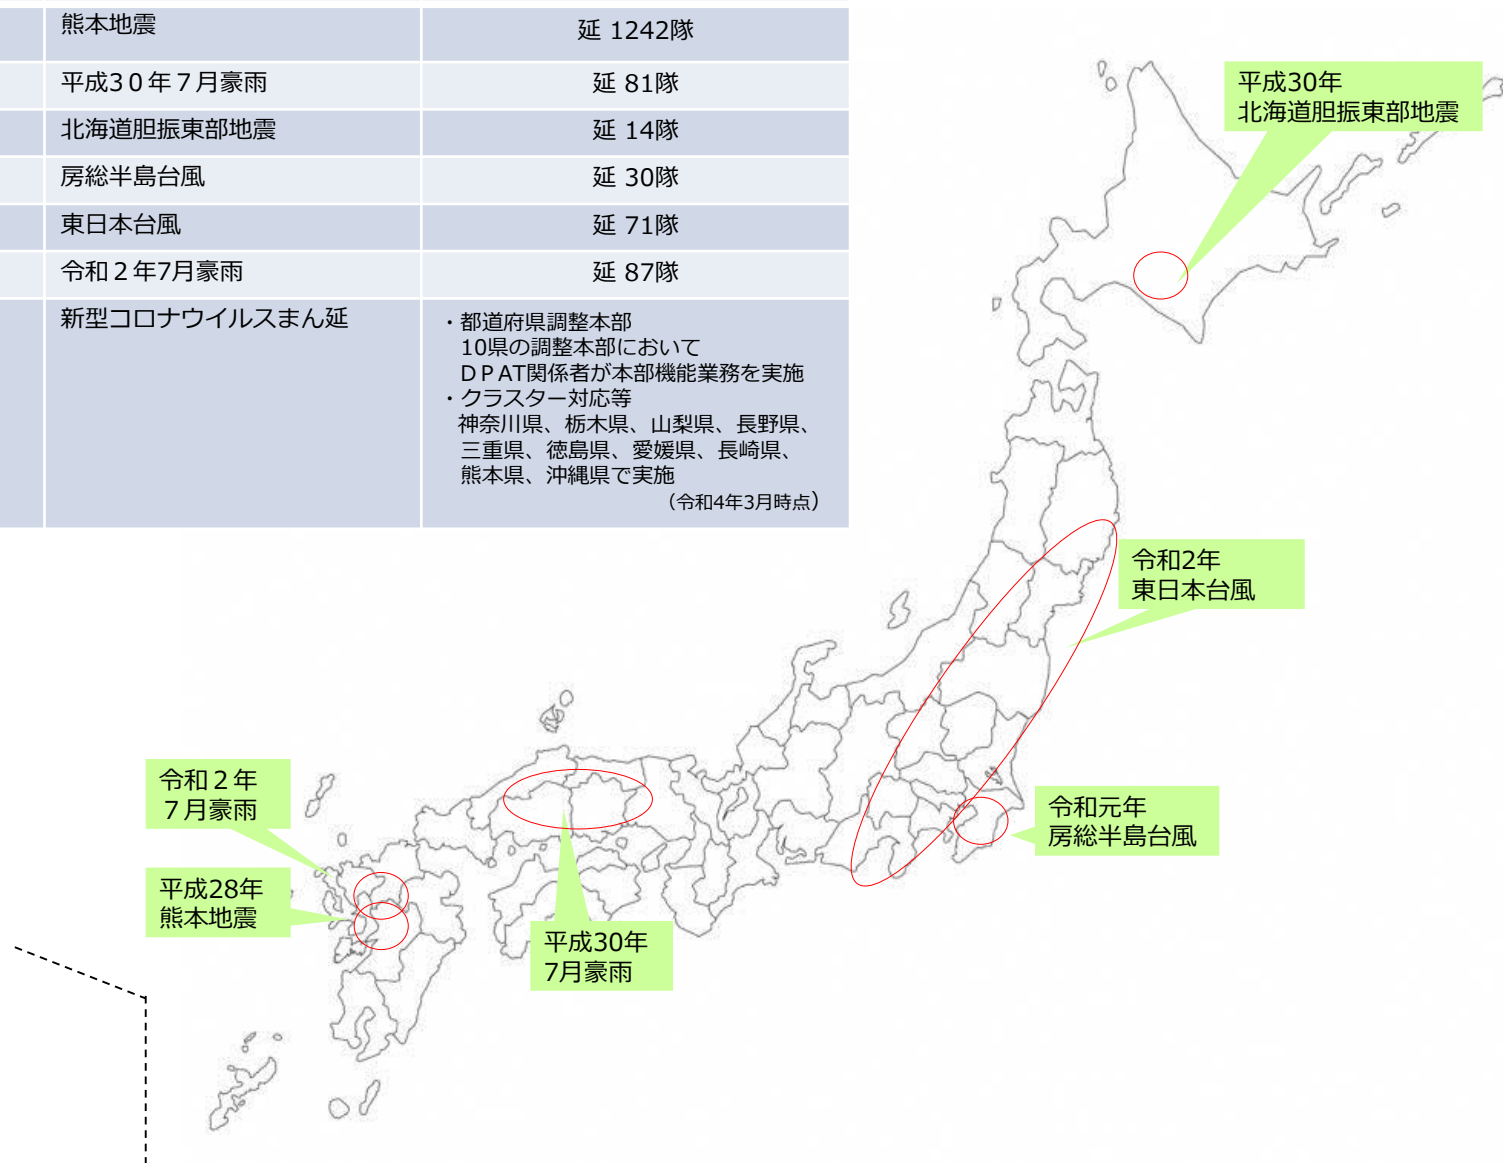 熊本地震
延 1242隊
平成3０年７月豪雨
延 81隊
北海道胆振東部地震
延 14隊
房総半島台風
延 30隊
東日本台風
延 71隊
令和２年7月豪雨
延 87隊
新型コロナウイルスまん延
・都道府県調整本部
10県の調整本部において
ＤＰAT関係者が本部機能業務を実施
・クラスター対応等
神奈川県、栃木県、山梨県、長野県、
三重県、徳島県、愛媛県、長崎県、
熊本県、沖縄県で実施
（令和4年3月時点）
平成30年
北海道胆振東部地震
令和2年
東日本台風
令和元年
房総半島台風
令和２年
７月豪雨
平成28年
熊本地震
平成30年
7月豪雨